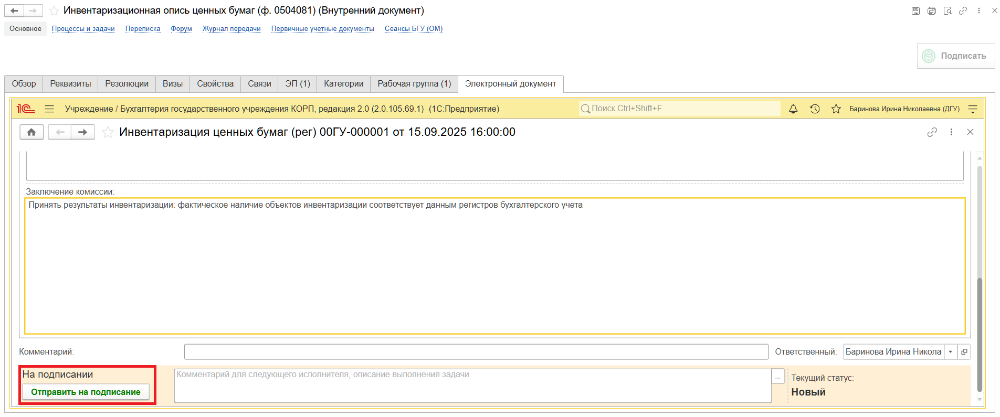 Инвентаризационная опись ценных бумаг (ф. 0504081) (Внутренний документ)
Основное Процессы и задачи Переписка Форум Журнал передачи Первичные учетные документы Сеансы БГУ (ОМ)
Подписать
Обзор Реквизиты Резолюции Визы Свойства Связи ЭП (1) Категории Рабочая группа (1) Электронный документ
1С Учреждение / Бухгалтерия государственного учреждения КОРП, редакция 2.0 (2.0.105.69.1) (1С:Предприятие) Поиск Ctrl+Shift+F Баринова Ирина Николаевна (ДГУ)
Инвентаризация ценных бумаг (рег) 00ГУ-000001 от 15.09.2025 16:00:00
Заключение комиссии:
Принять результаты инвентаризации: фактическое наличие объектов инвентаризации соответствует данным регистров бухгалтерского учета
Комментарий: Ответственный: Баринова Ирина Никола
На подписании
Комментарий для следующего исполнителя, описание выполнения задачи
...
Текущий статус:
Отправить на подписание
Новый